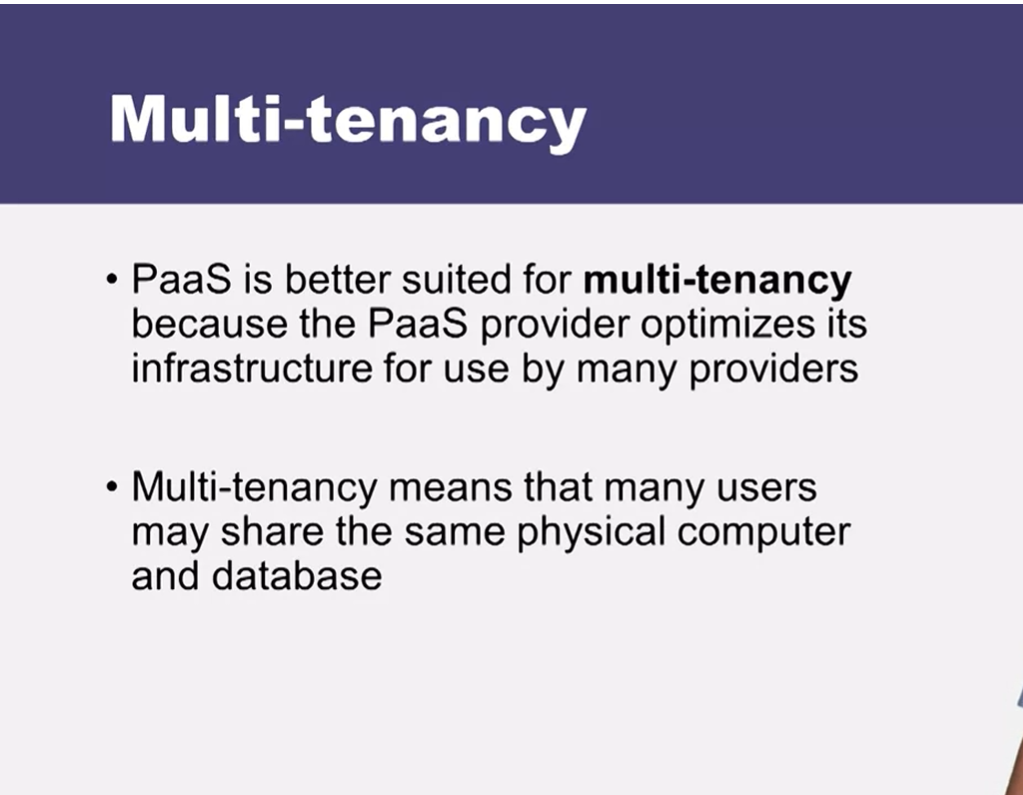 Multi-tenancy
• PaaS is better suited for multi-tenancy
because the PaaS provider optimizes its
infrastructure for use by many providers
• Multi-tenancy means that many users
may share the same physical computer
and database